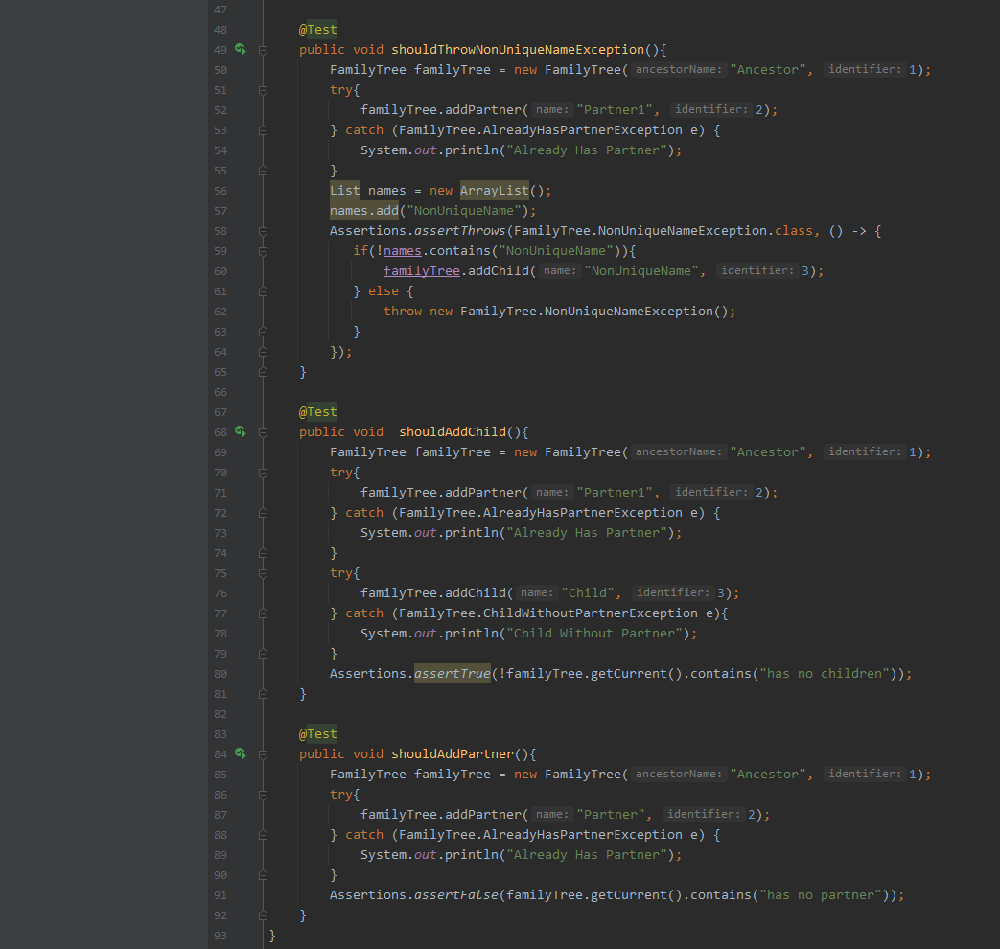 47
48 @Test
49 public void shouldThrowNonUniqueNameException(){
50 FamilyTree familyTree = new FamilyTree( ancestorName: "Ancestor", identifier: 1);
51 try{
52 familyTree.addPartner( name: "Partner1", identifier: 2);
53 } catch (FamilyTree.AlreadyHasPartnerException e) {
54 System.out.println("Already Has Partner");
55 }
56 List names = new ArrayList();
57 names.add("NonUniqueName");
58 Assertions.assertThrows(FamilyTree.NonUniqueNameException.class, () -> {
59 if(!names.contains("NonUniqueName")){
60 familyTree.addChild( name: "NonUniqueName", identifier: 3);
61 } else {
62 throw new FamilyTree.NonUniqueNameException();
63 }
64 });
65 }
66
67 @Test
68 public void  shouldAddChild(){
69 FamilyTree familyTree = new FamilyTree( ancestorName: "Ancestor", identifier: 1);
70 try{
71 familyTree.addPartner( name: "Partner1", identifier: 2);
72 } catch (FamilyTree.AlreadyHasPartnerException e) {
73 System.out.println("Already Has Partner");
74 }
75 try{
76 familyTree.addChild( name: "Child", identifier: 3);
77 } catch (FamilyTree.ChildWithoutPartnerException e){
78 System.out.println("Child Without Partner");
79 }
80 Assertions.assertTrue(!familyTree.getCurrent().contains("has no children"));
81 }
82
83 @Test
84 public void shouldAddPartner(){
85 FamilyTree familyTree = new FamilyTree( ancestorName: "Ancestor", identifier: 1);
86 try{
87 familyTree.addPartner( name: "Partner", identifier: 2);
88 } catch (FamilyTree.AlreadyHasPartnerException e) {
89 System.out.println("Already Has Partner");
90 }
91 Assertions.assertFalse(familyTree.getCurrent().contains("has no partner"));
92 }
93 }